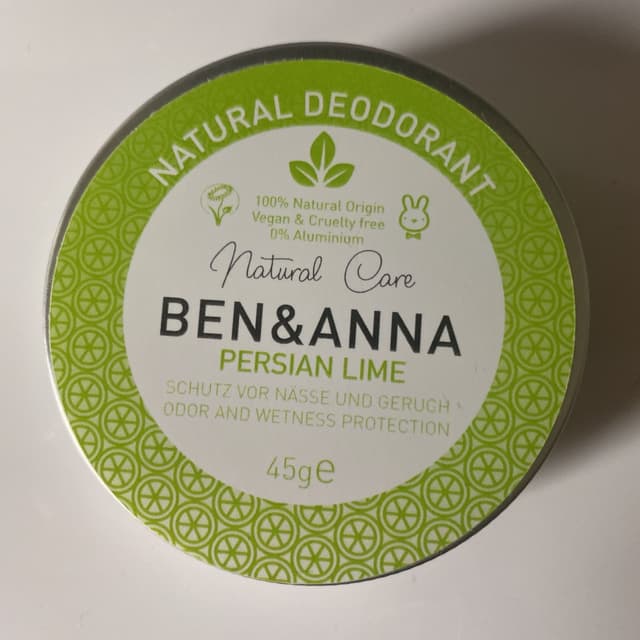 NATURAL DEODORANT
100% Natural Origin
Vegan & Cruelty free
0% Aluminium
Natural Care
BEN&ANNA
PERSIAN LIME
SCHUTZ VOR NÄSSE UND GERUCH
ODOR AND WETNESS PROTECTION
45g℮